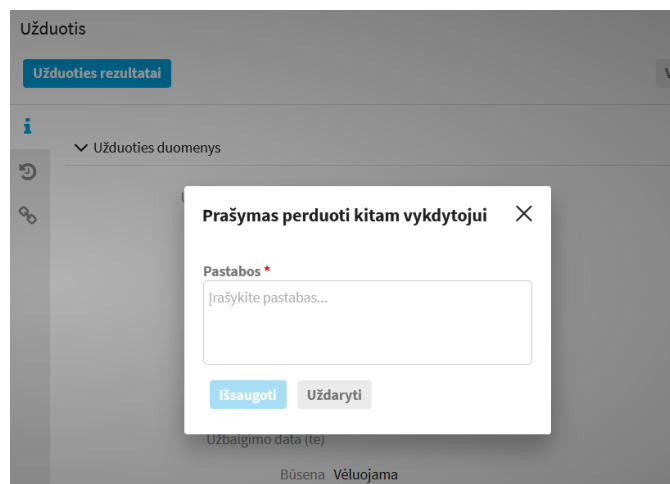 Užduotis
Užduoties rezultatai
Užduoties duomenys
Prašymas perduoti kitam vykdytojui
Pastabos *
Įrašykite pastabas...
Išsaugoti Uždaryti
Užbaigimo data (te)
Būsena Vėluojama